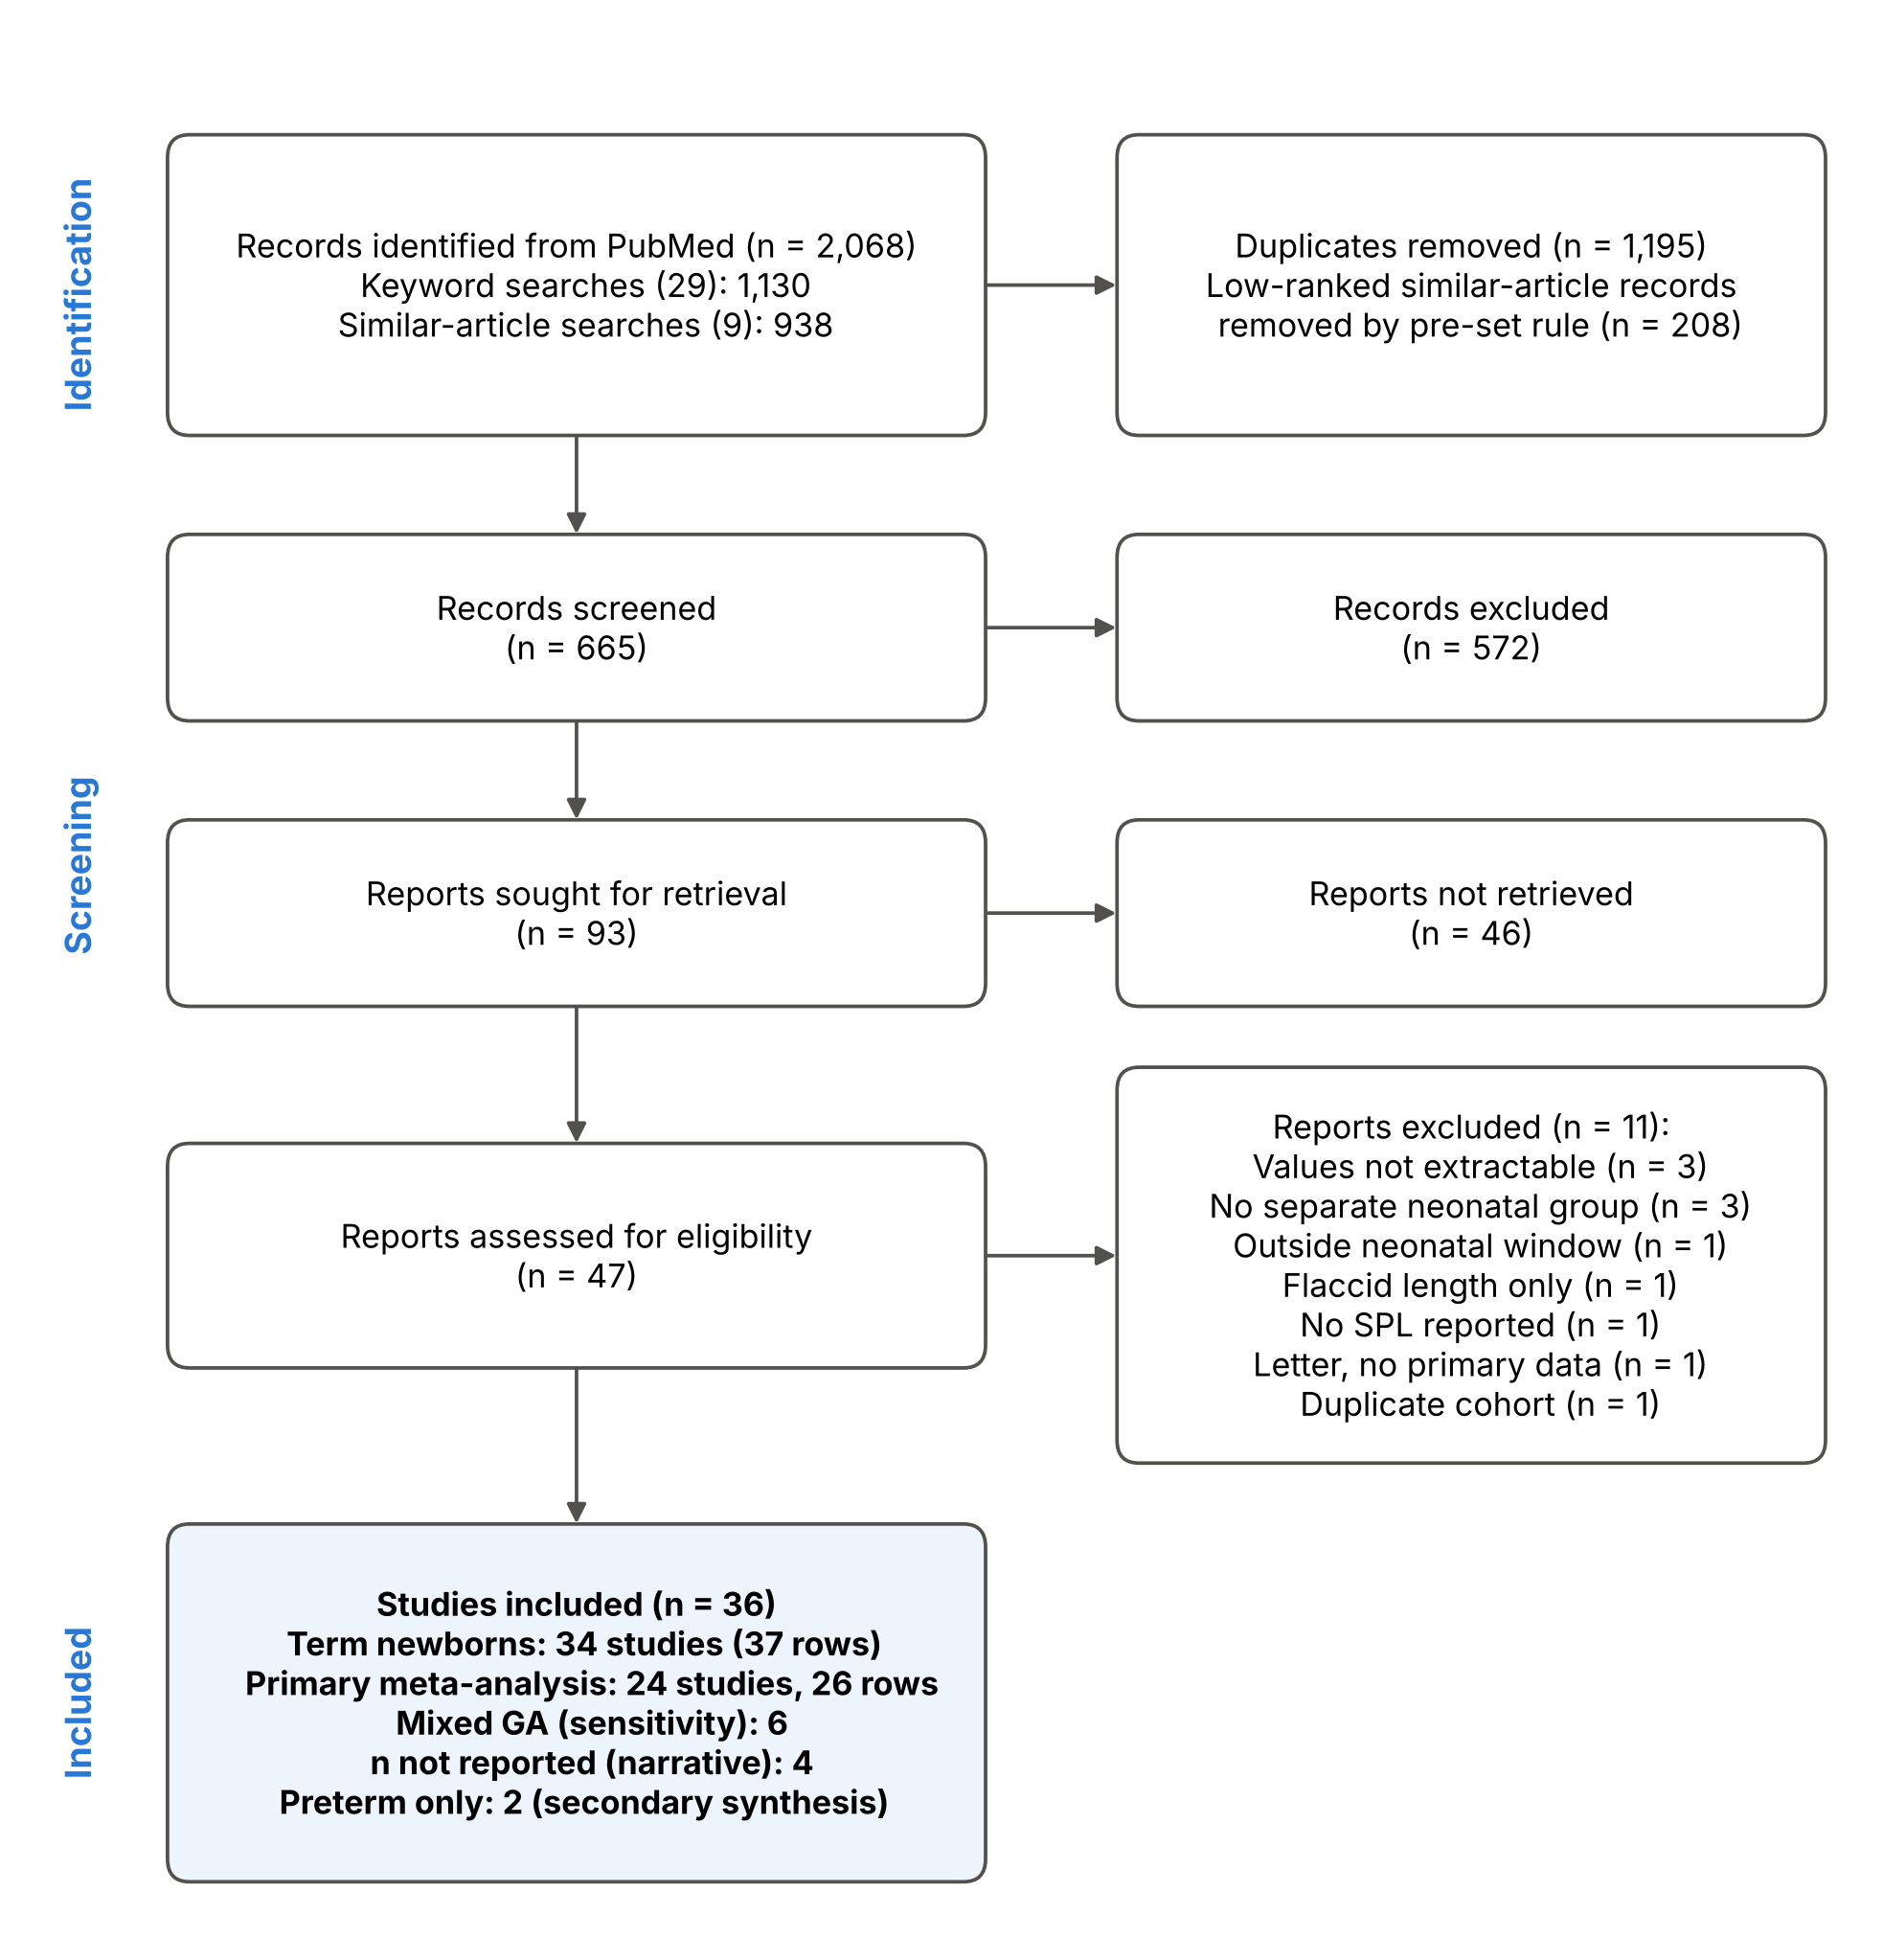 Identification
Records identified from PubMed (n = 2,068)
Keyword searches (29): 1,130
Similar-article searches (9): 938
Duplicates removed (n = 1,195)
Low-ranked similar-article records
removed by pre-set rule (n = 208)
Screening
Records screened
(n = 665)
Records excluded
(n = 572)
Reports sought for retrieval
(n = 93)
Reports not retrieved
(n = 46)
Reports assessed for eligibility
(n = 47)
Reports excluded (n = 11):
Values not extractable (n = 3)
No separate neonatal group (n = 3)
Outside neonatal window (n = 1)
Flaccid length only (n = 1)
No SPL reported (n = 1)
Letter, no primary data (n = 1)
Duplicate cohort (n = 1)
Included
Studies included (n = 36)
Term newborns: 34 studies (37 rows)
Primary meta-analysis: 24 studies, 26 rows
Mixed GA (sensitivity): 6
n not reported (narrative): 4
Preterm only: 2 (secondary synthesis)